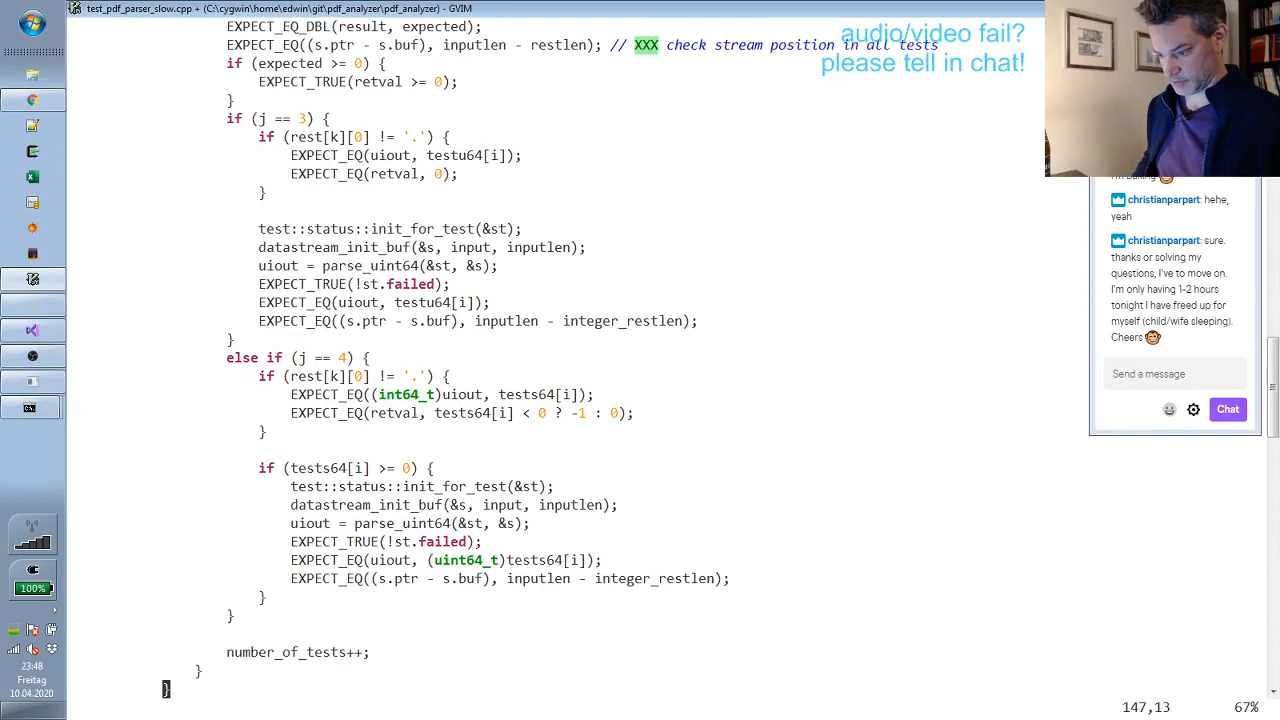 test_pdf_parser_slow.cpp + (C:\cygwin\home\edwin\git\pdf_analyzer\pdf_analyzer) - GVIM
EXPECT_EQ_DBL(result, expected);
EXPECT_EQ((s.ptr - s.buf), inputlen - restlen); // XXX check stream position in all tests
if (expected >= 0) {
EXPECT_TRUE(retval >= 0);
}
if (j == 3) {
if (rest[k][0] != '.') {
EXPECT_EQ(uiout, testu64[i]);
EXPECT_EQ(retval, 0);
}
test::status::init_for_test(&st);
datastream_init_buf(&s, input, inputlen);
uiout = parse_uint64(&st, &s);
EXPECT_TRUE(!st.failed);
EXPECT_EQ(uiout, testu64[i]);
EXPECT_EQ((s.ptr - s.buf), inputlen - integer_restlen);
}
else if (j == 4) {
if (rest[k][0] != '.') {
EXPECT_EQ((int64_t)uiout, tests64[i]);
EXPECT_EQ(retval, tests64[i] < 0 ? -1 : 0);
}
if (tests64[i] >= 0) {
test::status::init_for_test(&st);
datastream_init_buf(&s, input, inputlen);
uiout = parse_uint64(&st, &s);
EXPECT_TRUE(!st.failed);
EXPECT_EQ(uiout, (uint64_t)tests64[i]);
EXPECT_EQ((s.ptr - s.buf), inputlen - integer_restlen);
}
}
number_of_tests++;
}
}
147,13 67%
audio/video fail?
please tell in chat!
christianparpart: hehe,
yeah
christianparpart: sure.
thanks or solving my
questions, I've to move on.
I'm only having 1-2 hours
tonight I have freed up for
myself (child/wife sleeping).
Cheers
Send a message
Chat
100%
23:48
Freitag
10.04.2020